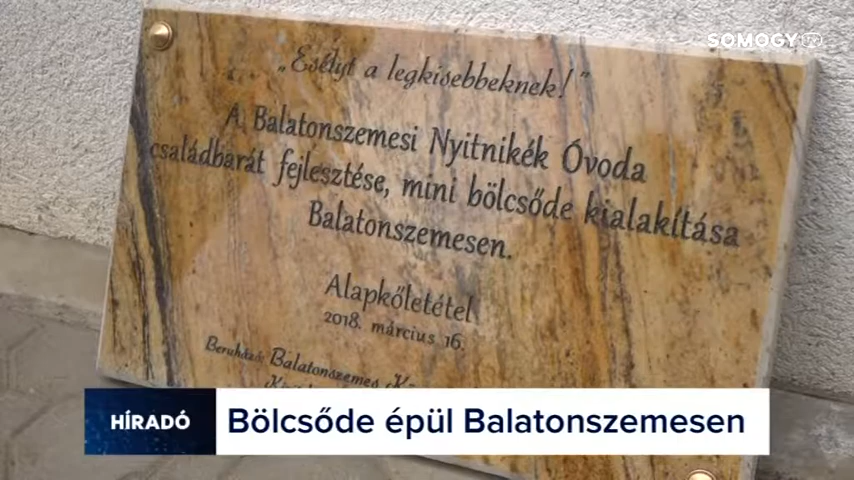 SOMOGY TV
„Esélyt a legkisebbeknek!"
A Balatonszemesi Nyitnikék Óvoda
családbarát fejlesztése, mini bölcsőde kialakítása
Balatonszemesen.
Alapkőletétel
2018. március 16.
Beruházó: Balatonszemes
HÍRADÓ
Bölcsőde épül Balatonszemesen